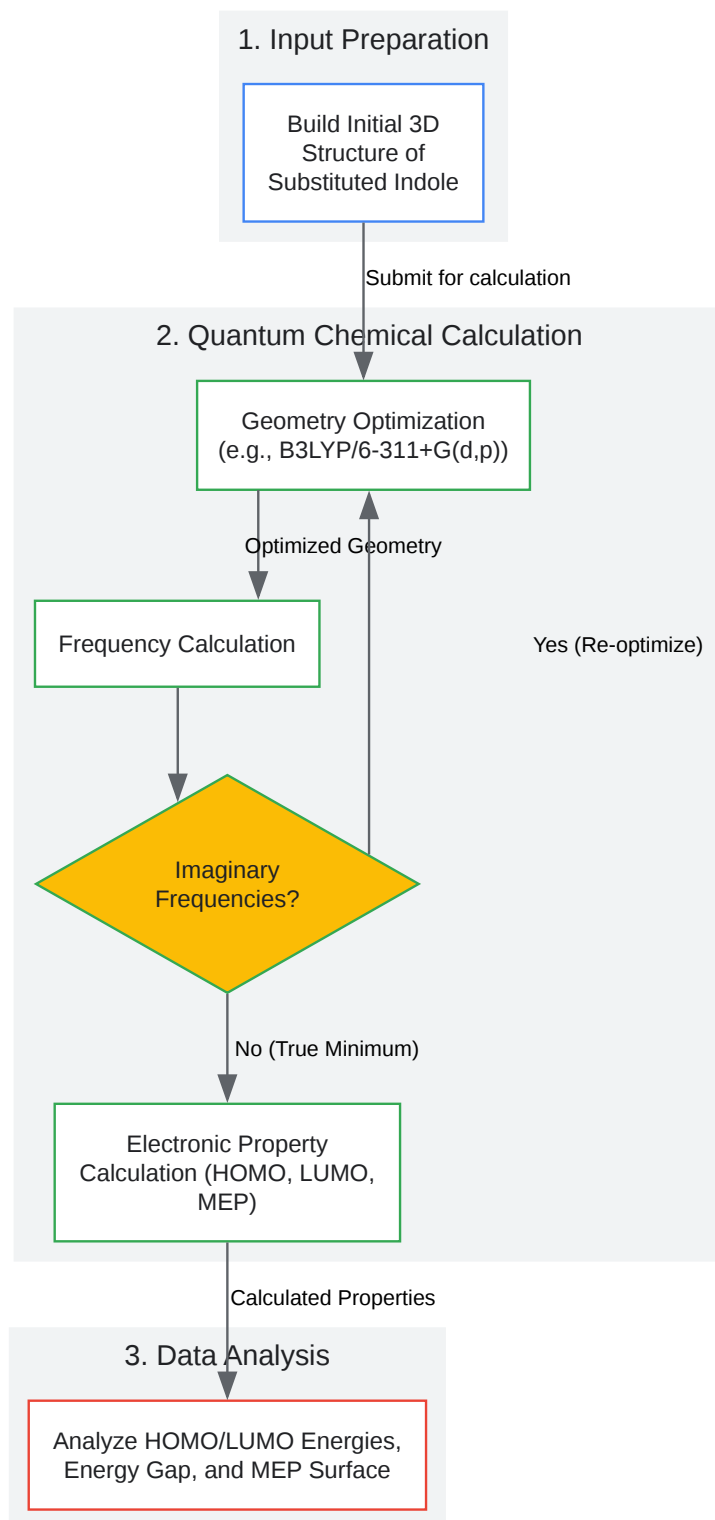 1. Input Preparation
Build Initial 3D
Structure of
Substituted Indole
Submit for calculation
2. Quantum Chemical Calculation
Geometry Optimization
(e.g., B3LYP/6-311+G(d,p))
Optimized Geometry
Frequency Calculation
Yes (Re-optimize)
Imaginary
Frequencies?
No (True Minimum)
Electronic Property
Calculation (HOMO, LUMO,
MEP)
Calculated Properties
3. Data Analysis
Analyze HOMO/LUMO Energies,
Energy Gap, and MEP Surface